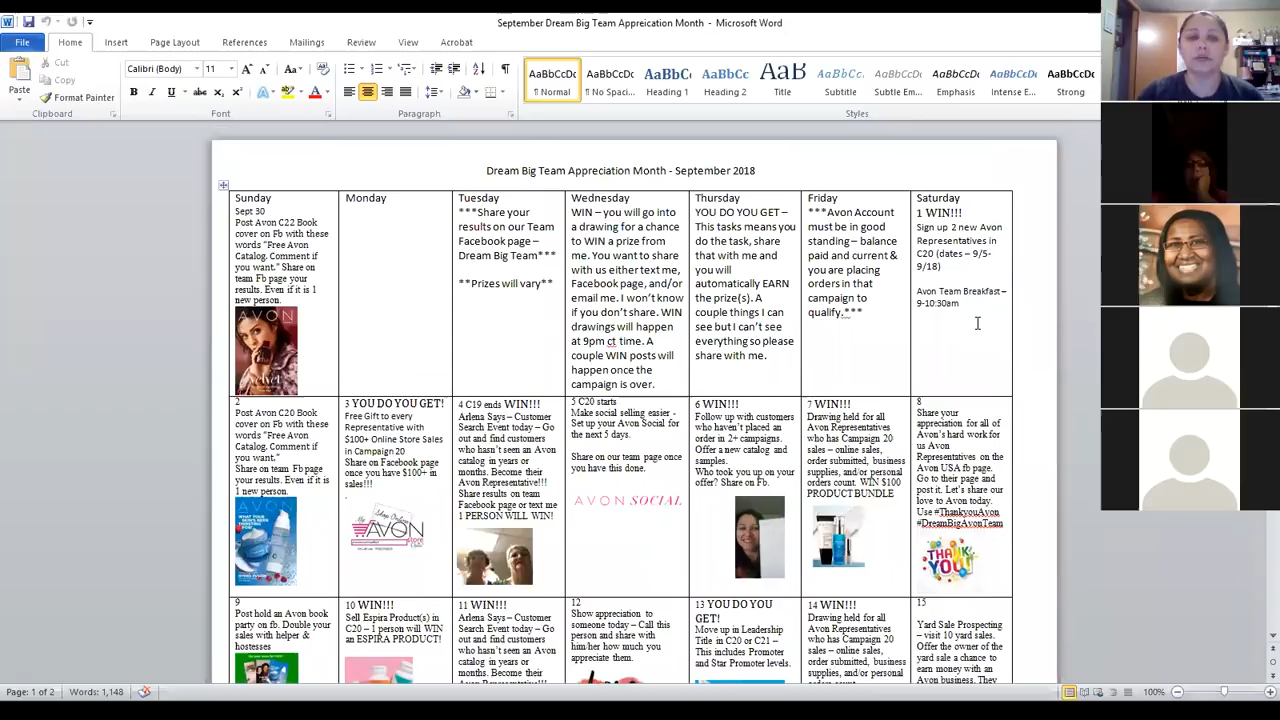 September Dream Big Team Appreication Month - Microsoft Word
File Home Insert Page Layout References Mailings Review View Acrobat
Paste
Cut
Copy
Format Painter
Clipboard
Calibri (Body) 11
Font
Paragraph
AaBbCcDc AaBbCcDc AaBbCc AaBbCc AaB AaBbCcDc AaBbCcDc AaBbCcDc AaBbCcDc AaBbCcDc
¶ Normal ¶ No Spaci... Heading 1 Heading 2 Title Subtitle Subtle Em... Emphasis Intense E... Strong
Styles
Dream Big Team Appreciation Month - September 2018
Sunday
Sept 30
Post Avon C22 Book
cover on Fb with these
words "Free Avon
Catalog. Comment if
you want." Share on
team Fb page your
results. Even if it is 1
new person.
AVON
Velvet
Monday
Tuesday
***Share your
results on our Team
Facebook page –
Dream Big Team***
**Prizes will vary**
Wednesday
WIN – you will go into
a drawing for a chance
to WIN a prize from
me. You want to share
with us either text me,
Facebook page, and/or
email me. I won't know
if you don't share. WIN
drawings will happen
at 9pm ct time. A
couple WIN posts will
happen once the
campaign is over.
Thursday
YOU DO YOU GET –
This tasks means you
do the task, share
that with me and
you will
automatically EARN
the prize(s). A
couple things I can
see but I can't see
everything so please
share with me.
Friday
***Avon Account
must be in good
standing – balance
paid and current &
you are placing
orders in that
campaign to
qualify.***
Saturday
1 WIN!!!
Sign up 2 new Avon
Representatives in
C20 (dates – 9/5-
9/18)
Avon Team Breakfast –
9-10:30am
2
Post Avon C20 Book
cover on Fb with these
words "Free Avon
Catalog. Comment if
you want."
Share on team Fb page
your results. Even if it is
1 new person.
AVON
3 YOU DO YOU GET!
Free Gift to every
Representative with
$100+ Online Store Sales
in Campaign 20
Share on Facebook page
once you have $100+ in
sales!!!
.
My AVON Store
4 C19 ends WIN!!!
Arlena Says – Customer
Search Event today – Go
out and find customers
who hasn't seen an Avon
catalog in years or
months. Become their
Avon Representative!!!
Share results on team
Facebook page or text me
1 PERSON WILL WIN!
5 C20 starts
Make social selling easier -
Set up your Avon Social for
the next 5 days.
Share on our team page once
you have this done.
AVON SOCIAL
6 WIN!!!
Follow up with customers
who haven't placed an
order in 2+ campaigns.
Offer a new catalog and
samples.
Who took you up on your
offer? Share on Fb.
7 WIN!!!
Drawing held for all
Avon Representatives
who has Campaign 20
sales – online sales,
order submitted, business
supplies, and/or personal
orders count. WIN $100
PRODUCT BUNDLE
8
Share your
appreciation for all of
Avon's hard work for
us Avon
Representatives on the
Avon USA fb page.
Go to their page and
post it. Let's share our
love to Avon today.
Use #ThankyouAvon
#DreamBigAvonTeam
THANK
YOU!
9
Post hold an Avon book
party on fb. Double your
sales with helper &
hostesses
10 WIN!!!
Sell Espira Product(s) in
C20 – 1 person will WIN
an ESPIRA PRODUCT!
11 WIN!!!
Arlena Says – Customer
Search Event today – Go
out and find customers
who hasn't seen an Avon
catalog in years or
months. Become their
Avon Representative!!!
12
Show appreciation to
someone today – Call this
person and share with
him/her how much you
appreciate them.
13 YOU DO YOU
GET!
Move up in Leadership
Title in C20 or C21 –
This includes Promoter
and Star Promoter levels.
14 WIN!!!
Drawing held for all
Avon Representatives
who has Campaign 20
sales – online sales,
order submitted, business
supplies, and/or personal
orders count.
15
Yard Sale Prospecting
– visit 10 yard sales.
Offer the owner of the
yard sale a chance to
earn money with an
Avon business. They
Page: 1 of 2 Words: 1,148 100%